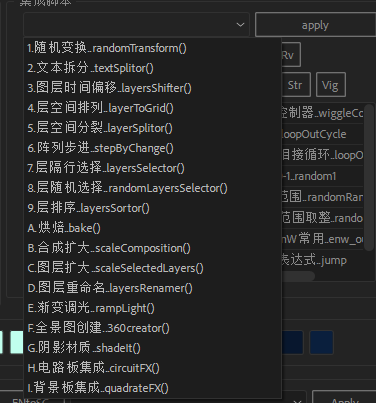 集成脚本
apply
1.随机变换..randomTransform()
2.文本拆分..textSplitor()
3.图层时间偏移..layersShifter()
4.层空间排列..layerToGrid()
5.层空间分裂..layerSplitor()
6.阵列步进..stepByChange()
7.层隔行选择..layersSelector()
8.层随机选择..randomLayersSelector()
9.层排序..layersSortor()
A.烘焙..bake()
B.合成扩大..scaleComposition()
C.图层扩大..scaleSelectedLayers()
D.图层重命名..layersRenamer()
E.渐变调光..rampLight()
F.全景图创建..360creator()
G.阴影材质..shadeIt()
H.电路板集成..circuitFX()
I.背景板集成..quadrateFX()
Rv
Str Vig
控制器..wiggleCo
loopOutCycle
目接循环..loopO
-1..random1
范围..randomRar
范围取整..rando
mW常用..enw_o
表达式..jump
Apply